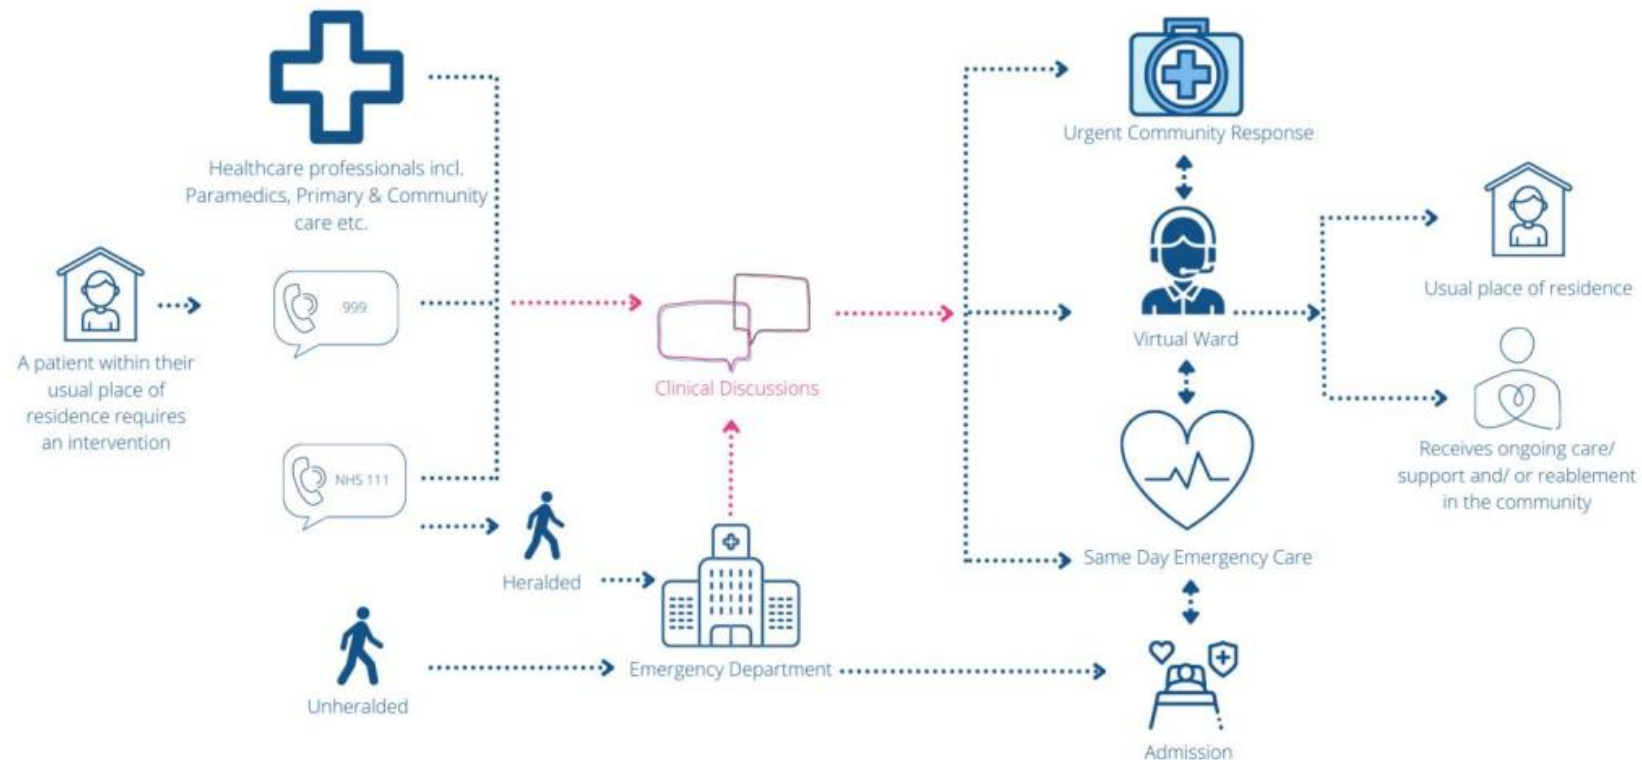 Healthcare professionals incl.
Paramedics, Primary & Community
care etc.
A patient within their
usual place of
residence requires
an intervention
999
NHS 111
Heralded
Unheralded
Clinical Discussions
Emergency Department
Urgent Community Response
Virtual Ward
Same Day Emergency Care
Admission
Usual place of residence
Receives ongoing care/
support and/ or reablement
in the community